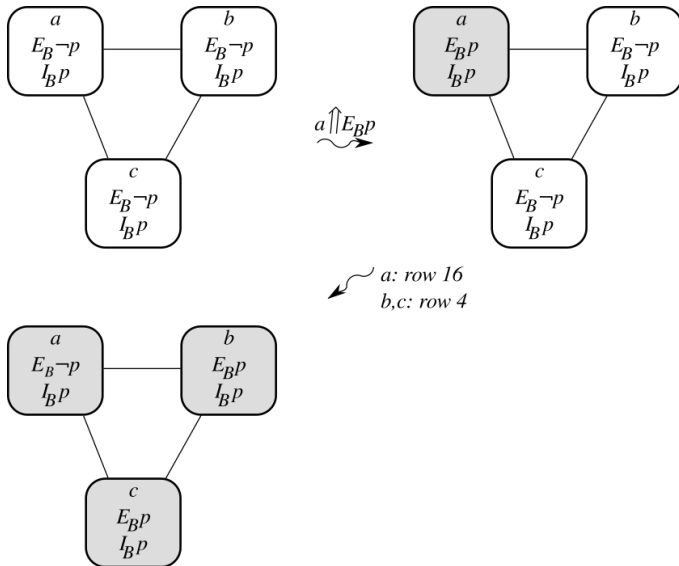 a
E_B¬p
I_Bp
b
E_B¬p
I_Bp
c
E_B¬p
I_Bp
a⇑E_Bp
a
E_Bp
I_Bp
b
E_B¬p
I_Bp
c
E_B¬p
I_Bp
a: row 16
b,c: row 4
a
E_B¬p
I_Bp
b
E_Bp
I_Bp
c
E_Bp
I_Bp